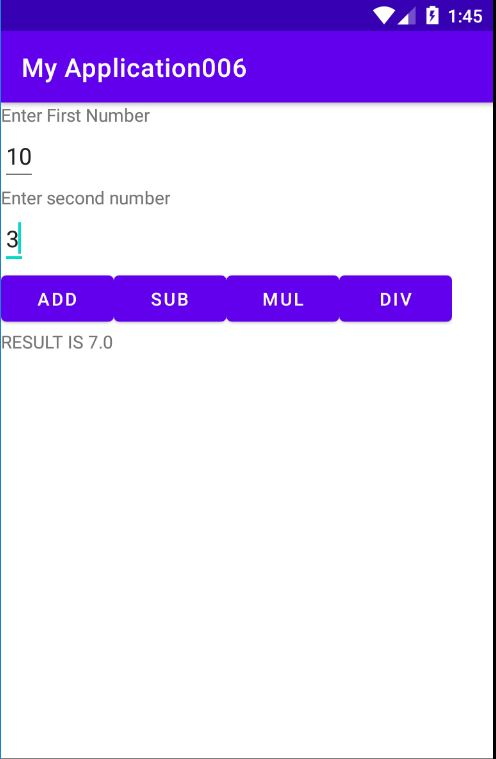 1:45
My Application006
Enter First Number
10
Enter second number
3
ADD SUB MUL DIV
RESULT IS 7.0